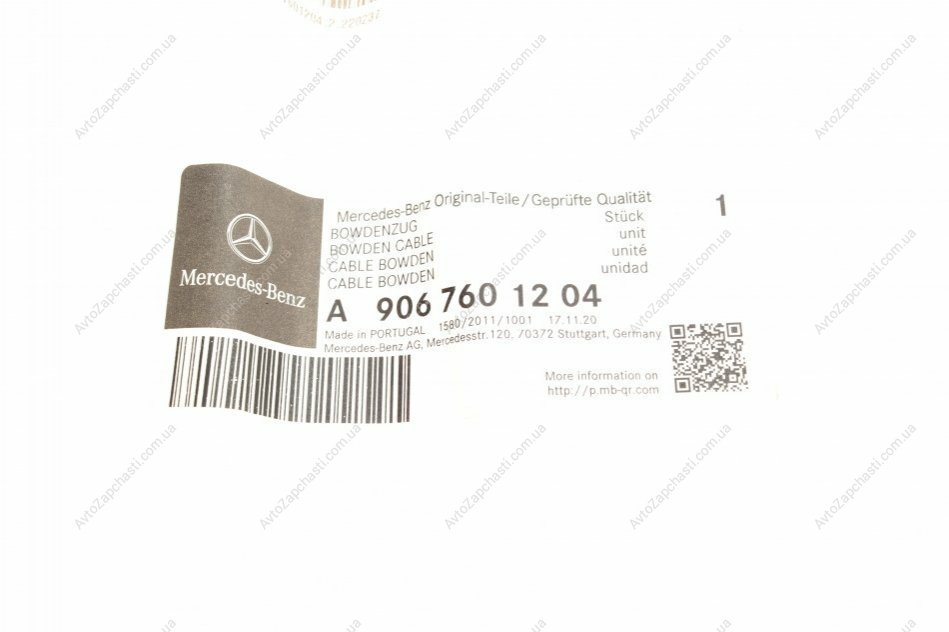 Mercedes-Benz
Mercedes-Benz Original-Teile/Geprüfte Qualität
BOWDENZUG Stück 1
BOWDEN CABLE unit
CABLE BOWDEN unité
CABLE BOWDEN unidad
A 906 760 12 04
Made in PORTUGAL 1580/2011/1001 17.11.20
Mercedes-Benz AG, Mercedesstr.120, 70372 Stuttgart, Germany
More information on
http://p.mb-qr.com
AvtoZapchasti.com.ua